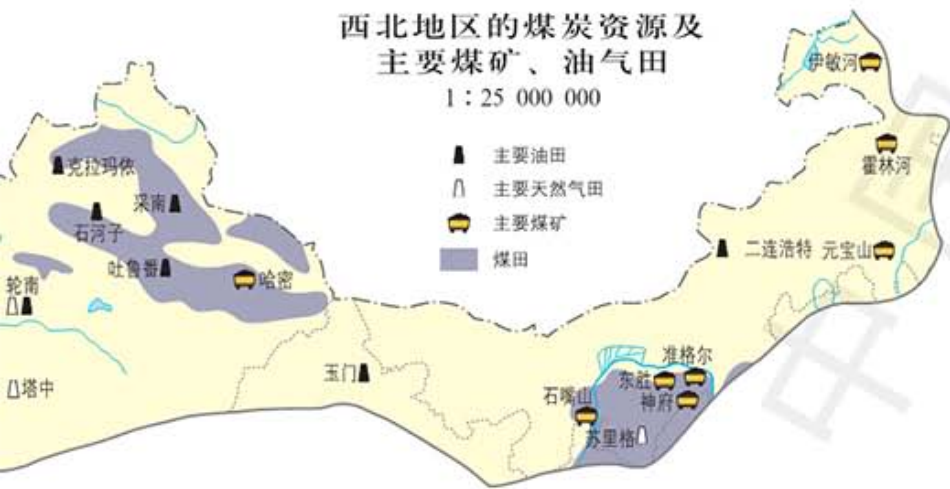 西北地区的煤炭资源及
主要煤矿、油气田
1：25 000 000
主要油田
主要天然气田
主要煤矿
煤田
伊敏河
霍林河
克拉玛依
采南
石河子
吐鲁番
哈密
二连浩特
元宝山
轮南
塔中
玉门
准格尔
东胜
石嘴山
神府
苏里格
中国